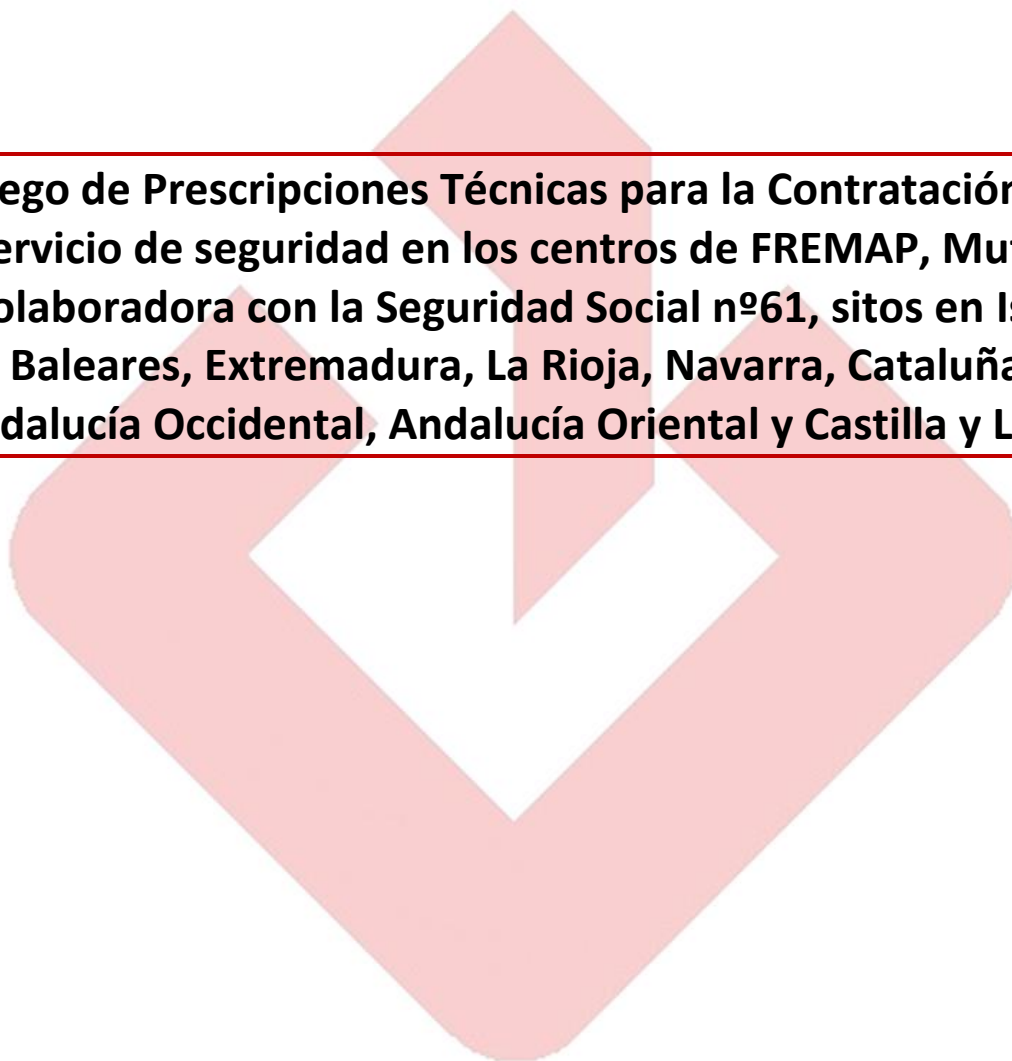 ego de Prescripciones Técnicas para la Contratación
ervicio de seguridad en los centros de FREMAP, Mut
olaboradora con la Seguridad Social nº61, sitos en Is
Baleares, Extremadura, La Rioja, Navarra, Cataluña
dalucía Occidental, Andalucía Oriental y Castilla y L